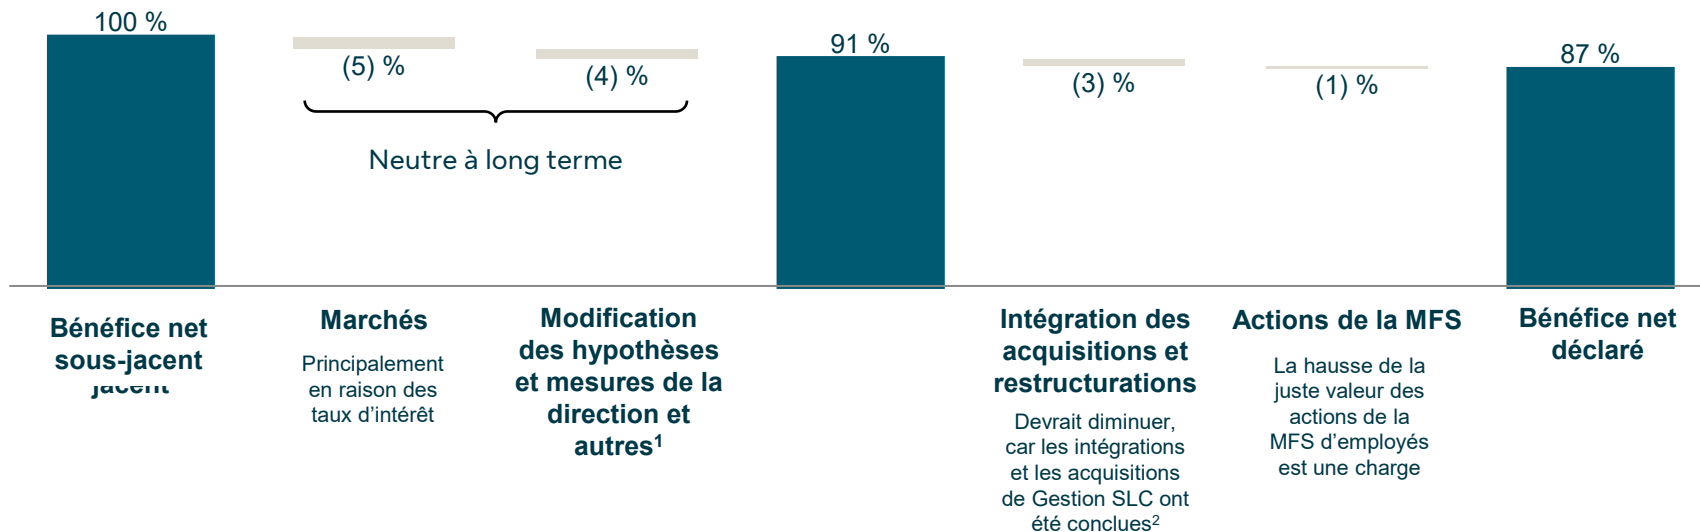 100 %
(5) %
(4) %
91 %
(3) %
(1) %
87 %
Neutre à long terme
Bénéfice net
sous-jacent
jacent
Marchés
Principalement
en raison des
taux d'intérêt
Modification
des hypothèses
et mesures de la
direction et
autres¹
Intégration des
acquisitions et
restructurations
Devrait diminuer,
car les intégrations
et les acquisitions
de Gestion SLC ont
été conclues²
Actions de la MFS
La hausse de la
juste valeur des
actions de la
MFS d'employés
est une charge
Bénéfice net
déclaré